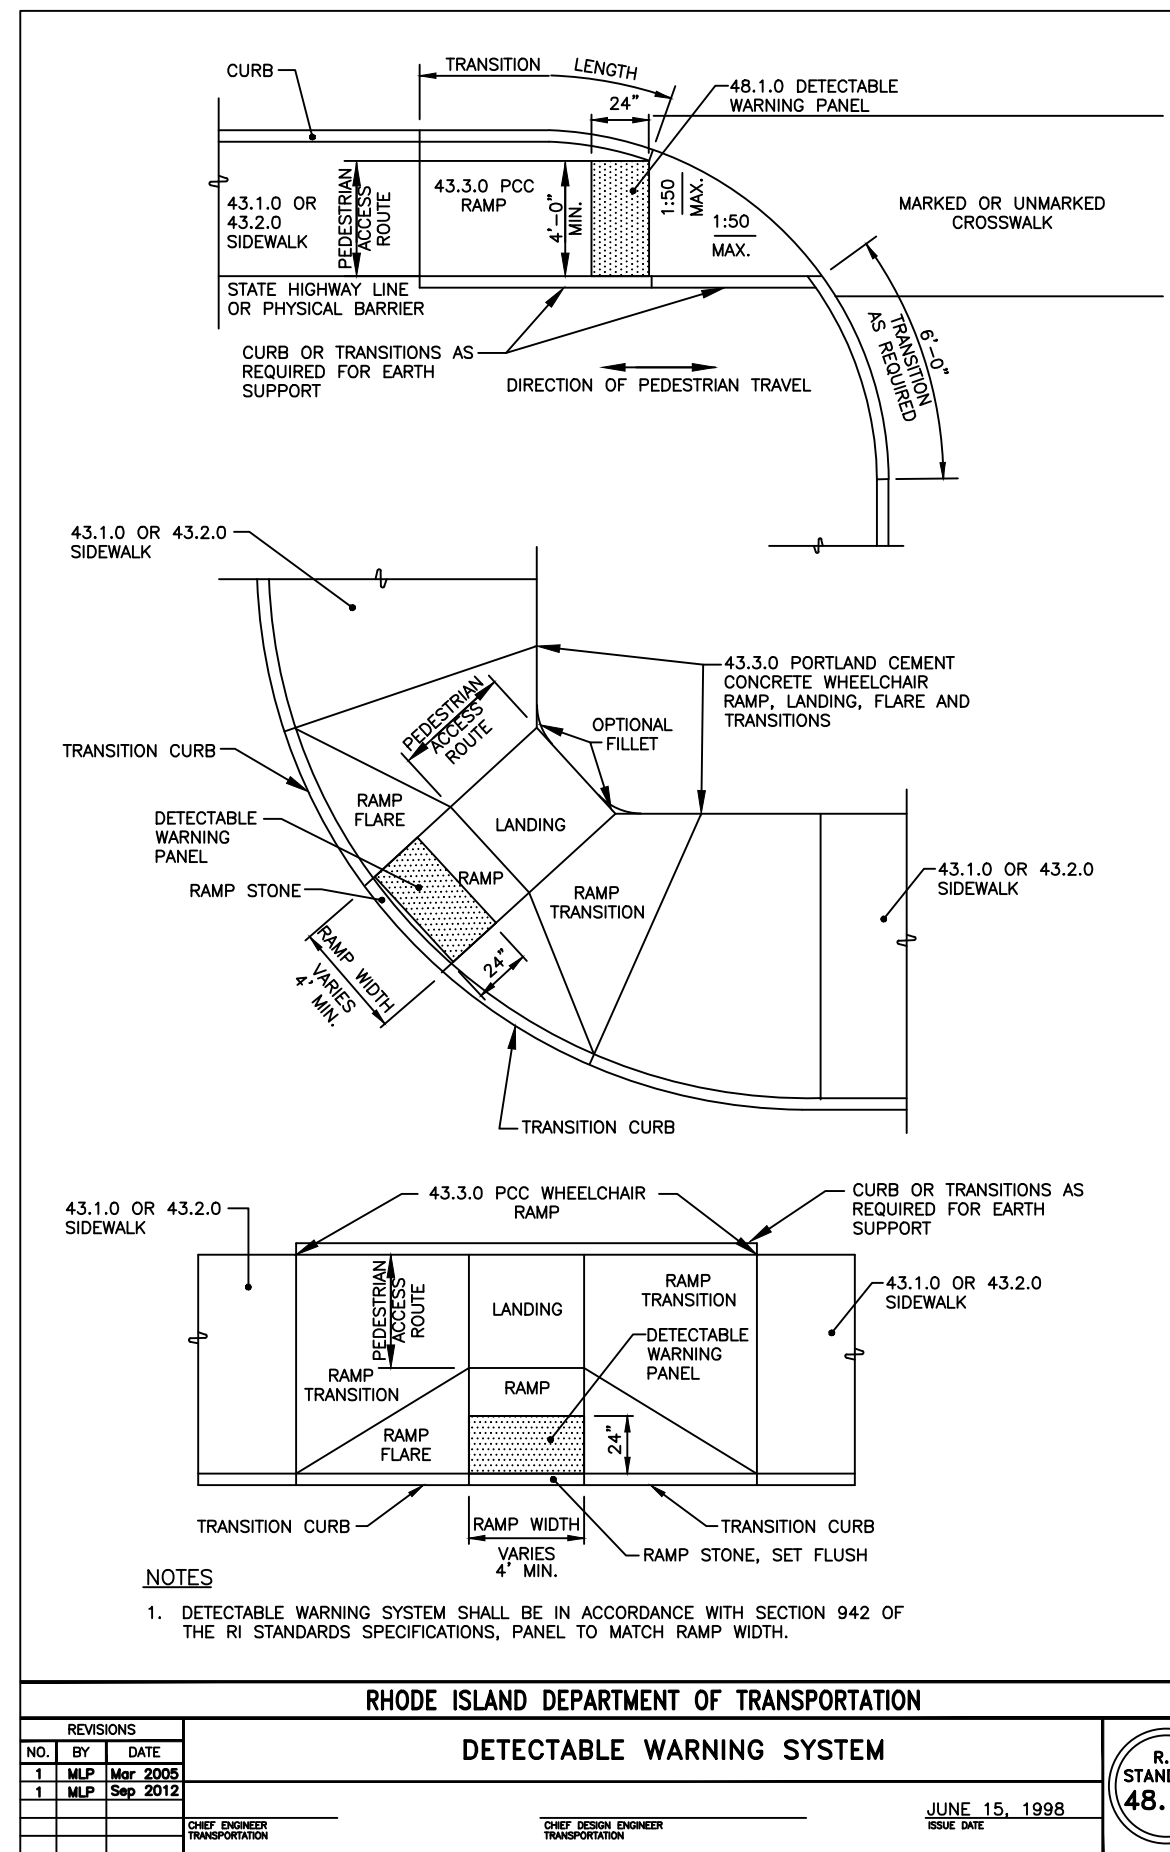 TRANSITION LENGTH
CURB
24"
48.1.0 DETECTABLE
WARNING PANEL
43.1.0 OR
43.2.0
SIDEWALK
PEDESTRIAN
ACCESS
ROUTE
43.3.0 PCC
RAMP
4'-0"
MIN.
1:50
MAX.
1:50
MAX.
MARKED OR UNMARKED
CROSSWALK
STATE HIGHWAY LINE
OR PHYSICAL BARRIER
6'-0"
TRANSITION
AS REQUIRED
CURB OR TRANSITIONS AS
REQUIRED FOR EARTH
SUPPORT
DIRECTION OF PEDESTRIAN TRAVEL
43.1.0 OR 43.2.0
SIDEWALK
43.3.0 PORTLAND CEMENT
CONCRETE WHEELCHAIR
RAMP, LANDING, FLARE AND
TRANSITIONS
PEDESTRIAN
ACCESS
ROUTE
OPTIONAL
FILLET
TRANSITION CURB
RAMP
FLARE
LANDING
DETECTABLE
WARNING
PANEL
RAMP
RAMP STONE
RAMP
TRANSITION
43.1.0 OR 43.2.0
SIDEWALK
RAMP WIDTH
VARIES
4' MIN.
24"
TRANSITION CURB
43.3.0 PCC WHEELCHAIR
RAMP
43.1.0 OR 43.2.0
SIDEWALK
CURB OR TRANSITIONS AS
REQUIRED FOR EARTH
SUPPORT
PEDESTRIAN
ACCESS
ROUTE
LANDING
RAMP
TRANSITION
43.1.0 OR 43.2.0
SIDEWALK
DETECTABLE
WARNING
PANEL
RAMP
TRANSITION
RAMP
RAMP
FLARE
24"
TRANSITION CURB
RAMP WIDTH
VARIES
4' MIN.
TRANSITION CURB
RAMP STONE, SET FLUSH
NOTES
1. DETECTABLE WARNING SYSTEM SHALL BE IN ACCORDANCE WITH SECTION 942 OF
THE RI STANDARDS SPECIFICATIONS, PANEL TO MATCH RAMP WIDTH.
RHODE ISLAND DEPARTMENT OF TRANSPORTATION
REVISIONS
NO. BY DATE
1 MLP Mar 2005
1 MLP Sep 2012
DETECTABLE WARNING SYSTEM
CHIEF ENGINEER
TRANSPORTATION
CHIEF DESIGN ENGINEER
TRANSPORTATION
JUNE 15, 1998
ISSUE DATE
R.
STAND
48.